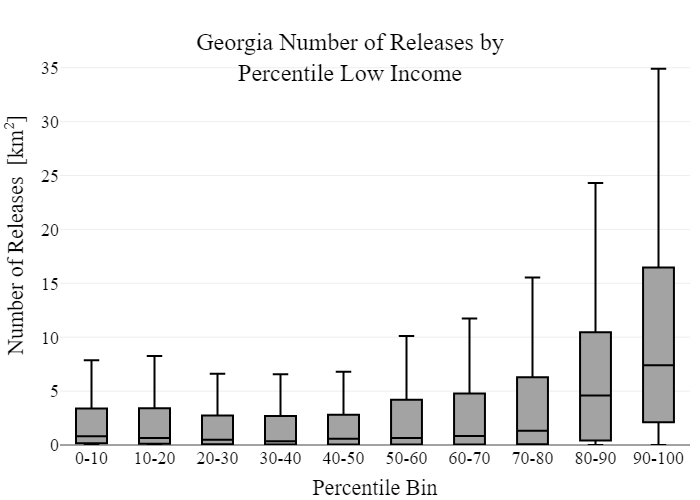 Georgia Number of Releases by
Percentile Low Income
Number of Releases [km²]
35
30
25
20
15
10
5
0
0-10 10-20 20-30 30-40 40-50 50-60 60-70 70-80 80-90 90-100
Percentile Bin